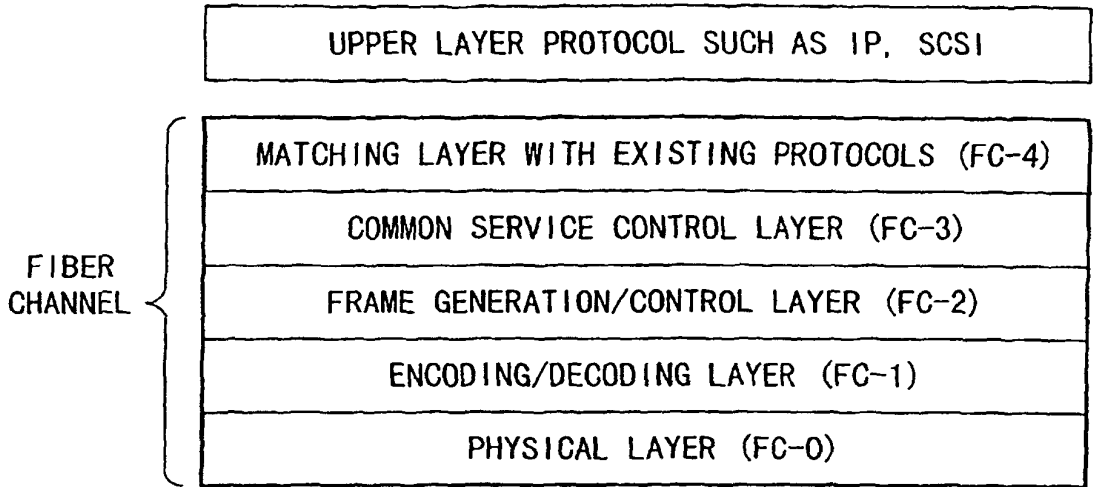 UPPER LAYER PROTOCOL SUCH AS IP, SCSI
MATCHING LAYER WITH EXISTING PROTOCOLS (FC-4)
COMMON SERVICE CONTROL LAYER (FC-3)
FIBER
CHANNEL
FRAME GENERATION/CONTROL LAYER (FC-2)
ENCODING/DECODING LAYER (FC-1)
PHYSICAL LAYER (FC-0)